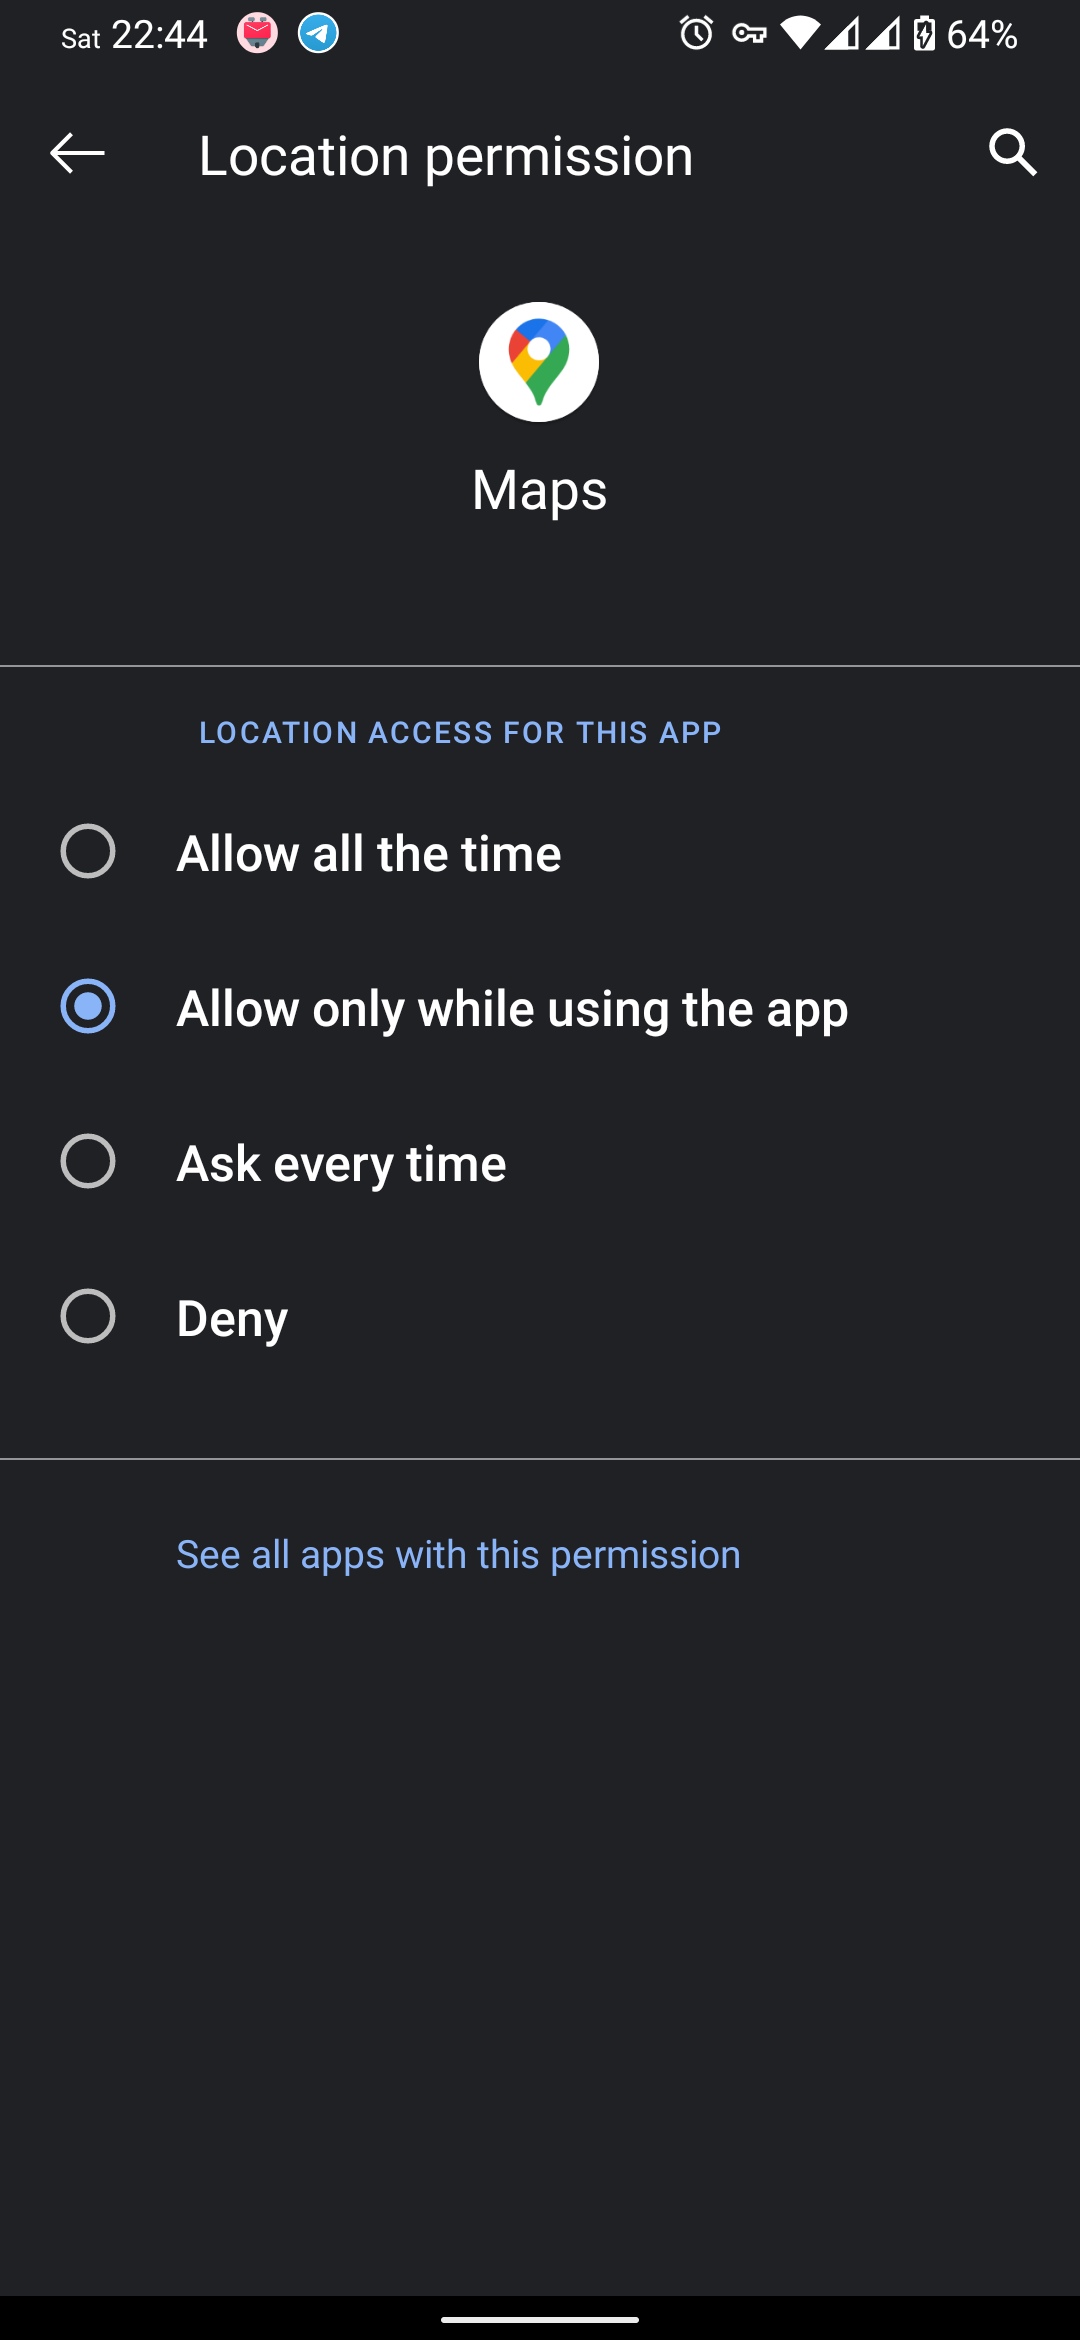 Sat 22:44 64%
Location permission
Maps
LOCATION ACCESS FOR THIS APP
Allow all the time
Allow only while using the app
Ask every time
Deny
See all apps with this permission